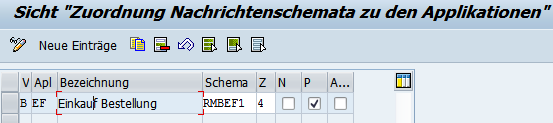 Sicht "Zuordnung Nachrichtenschemata zu den Applikationen"
Neue Einträge
V Apl Bezeichnung Schema Z N P A...
B EF Einkauf Bestellung RMBEF1 4